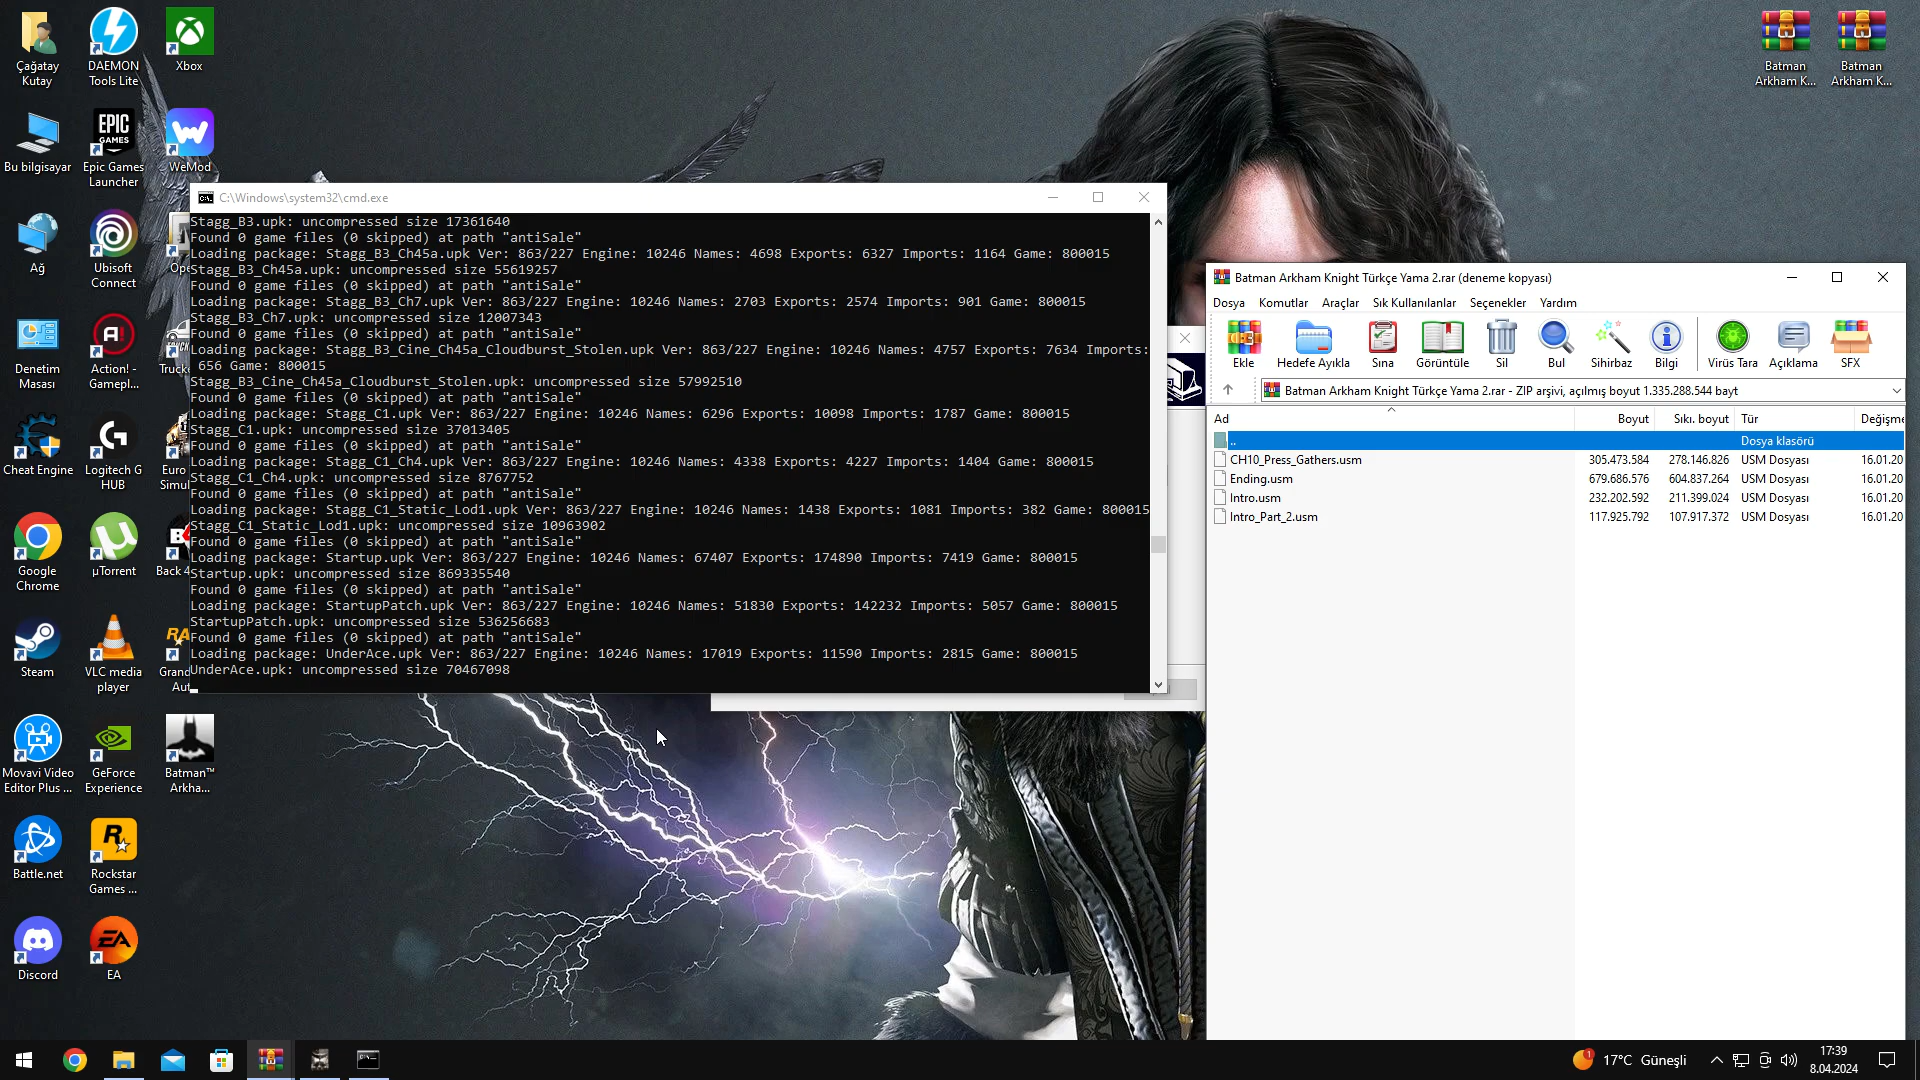 Çağatay
Kutay
DAEMON
Tools Lite
Xbox
Bu bilgisayar
EPIC
GAMES
Epic Games
Launcher
WeMod
Ağ
Ubisoft
Connect
Denetim
Masası
Action! -
Gamepl...
Cheat Engine
Logitech G
HUB
Google
Chrome
µTorrent
Steam
VLC media
player
Movavi Video
Editor Plus ...
GeForce
Experience
Batman™
Arkha...
Battle.net
Rockstar
Games ...
Discord
EA
EA
Batman
Arkham K...
Batman
Arkham K...
C:\Windows\system32\cmd.exe
Stagg_B3.upk: uncompressed size 17361640
Found 0 game files (0 skipped) at path "antiSale"
Loading package: Stagg_B3_Ch45a.upk Ver: 863/227 Engine: 10246 Names: 4698 Exports: 6327 Imports: 1164 Game: 800015
Stagg_B3_Ch45a.upk: uncompressed size 55619257
Found 0 game files (0 skipped) at path "antiSale"
Loading package: Stagg_B3_Ch7.upk Ver: 863/227 Engine: 10246 Names: 2703 Exports: 2574 Imports: 901 Game: 800015
Stagg_B3_Ch7.upk: uncompressed size 12007343
Found 0 game files (0 skipped) at path "antiSale"
Loading package: Stagg_B3_Cine_Ch45a_Cloudburst_Stolen.upk Ver: 863/227 Engine: 10246 Names: 4757 Exports: 7634 Imports:
656 Game: 800015
Stagg_B3_Cine_Ch45a_Cloudburst_Stolen.upk: uncompressed size 57992510
Found 0 game files (0 skipped) at path "antiSale"
Loading package: Stagg_C1.upk Ver: 863/227 Engine: 10246 Names: 6296 Exports: 10098 Imports: 1787 Game: 800015
Stagg_C1.upk: uncompressed size 37013405
Found 0 game files (0 skipped) at path "antiSale"
Loading package: Stagg_C1_Ch4.upk Ver: 863/227 Engine: 10246 Names: 4338 Exports: 4227 Imports: 1404 Game: 800015
Stagg_C1_Ch4.upk: uncompressed size 8767752
Found 0 game files (0 skipped) at path "antiSale"
Loading package: Stagg_C1_Static_Lod1.upk Ver: 863/227 Engine: 10246 Names: 1438 Exports: 1081 Imports: 382 Game: 800015
Stagg_C1_Static_Lod1.upk: uncompressed size 10963902
Found 0 game files (0 skipped) at path "antiSale"
Loading package: Startup.upk Ver: 863/227 Engine: 10246 Names: 67407 Exports: 174890 Imports: 7419 Game: 800015
Startup.upk: uncompressed size 869335540
Found 0 game files (0 skipped) at path "antiSale"
Loading package: StartupPatch.upk Ver: 863/227 Engine: 10246 Names: 51830 Exports: 142232 Imports: 5057 Game: 800015
StartupPatch.upk: uncompressed size 536256683
Found 0 game files (0 skipped) at path "antiSale"
Loading package: UnderAce.upk Ver: 863/227 Engine: 10246 Names: 17019 Exports: 11590 Imports: 2815 Game: 800015
UnderAce.upk: uncompressed size 70467098
Batman Arkham Knight Türkçe Yama 2.rar (deneme kopyası)
Dosya Komutlar Araçlar Sık Kullanılanlar Seçenekler Yardım
Ekle Hedefe Ayıkla Sına Görüntüle Sil Bul Sihirbaz Bilgi Virüs Tara Açıklama SFX
Batman Arkham Knight Türkçe Yama 2.rar - ZIP arşivi, açılmış boyut 1.335.288.544 bayt
Ad Boyut Sıkı. boyut Tür Değişme
.. Dosya klasörü
CH10_Press_Gathers.usm 305.473.584 278.146.826 USM Dosyası 16.01.20
Ending.usm 679.686.576 604.837.264 USM Dosyası 16.01.20
Intro.usm 232.202.592 211.399.024 USM Dosyası 16.01.20
Intro_Part_2.usm 117.925.792 107.917.372 USM Dosyası 16.01.20
1
17°C Güneşli
17:39
8.04.2024